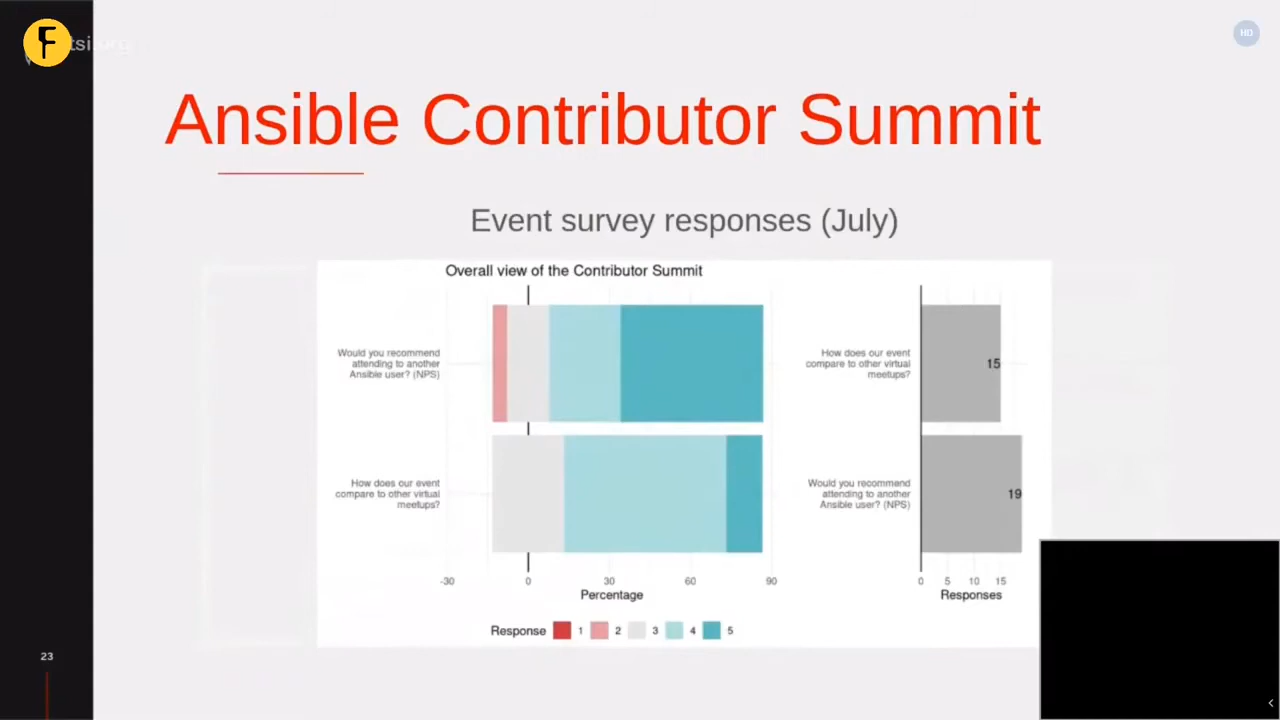 F
HD
Ansible Contributor Summit
Event survey responses (July)
Overall view of the Contributor Summit
Would you recommend
attending to another
Ansible user? (NPS)
How does our event
compare to other virtual
meetups?
-30 0 30 60 90
Percentage
How does our event
compare to other virtual
meetups?
15
Would you recommend
attending to another
Ansible user? (NPS)
19
0 5 10 15
Responses
Response 1 2 3 4 5
23